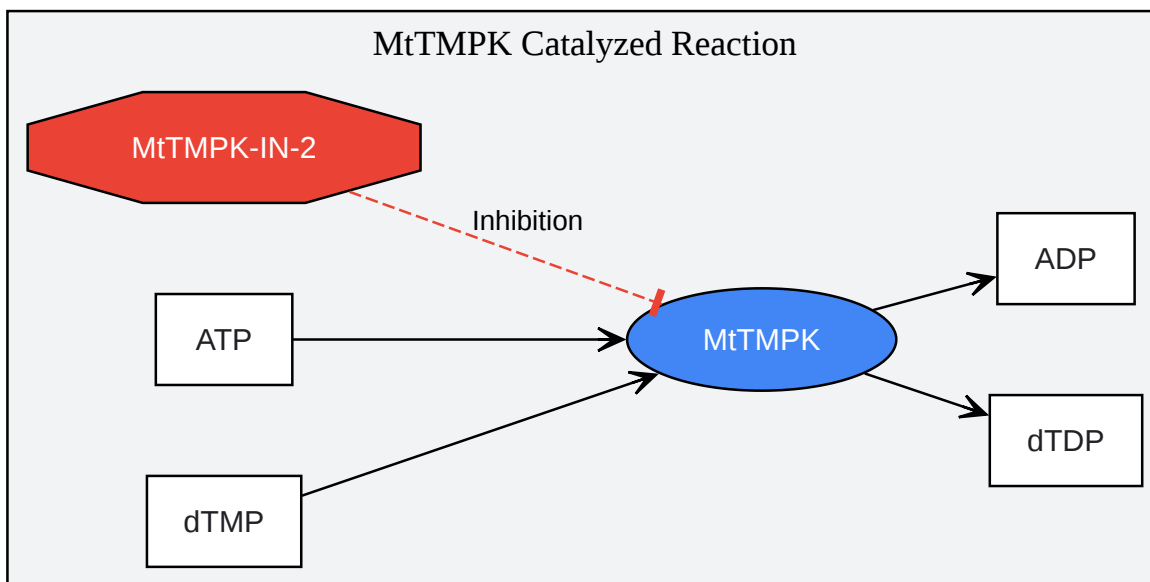 MtTMPK Catalyzed Reaction
MtTMPK-IN-2
Inhibition
ADP
ATP
MtTMPK
dTDP
dTMP